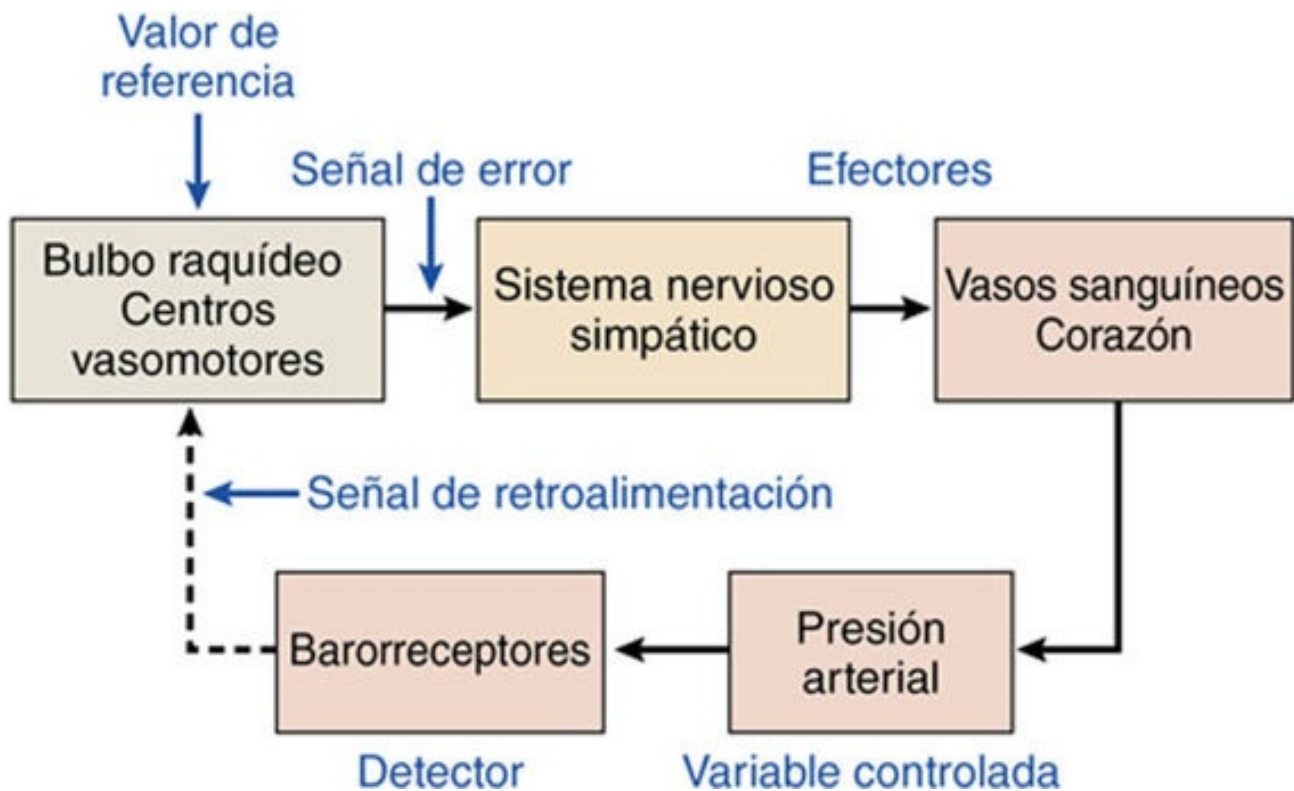 Valor de
referencia
Señal de error
Efectores
Bulbo raquídeo
Centros
vasomotores
Sistema nervioso
simpático
Vasos sanguíneos
Corazón
Señal de retroalimentación
Barorreceptores
Presión
arterial
Detector
Variable controlada